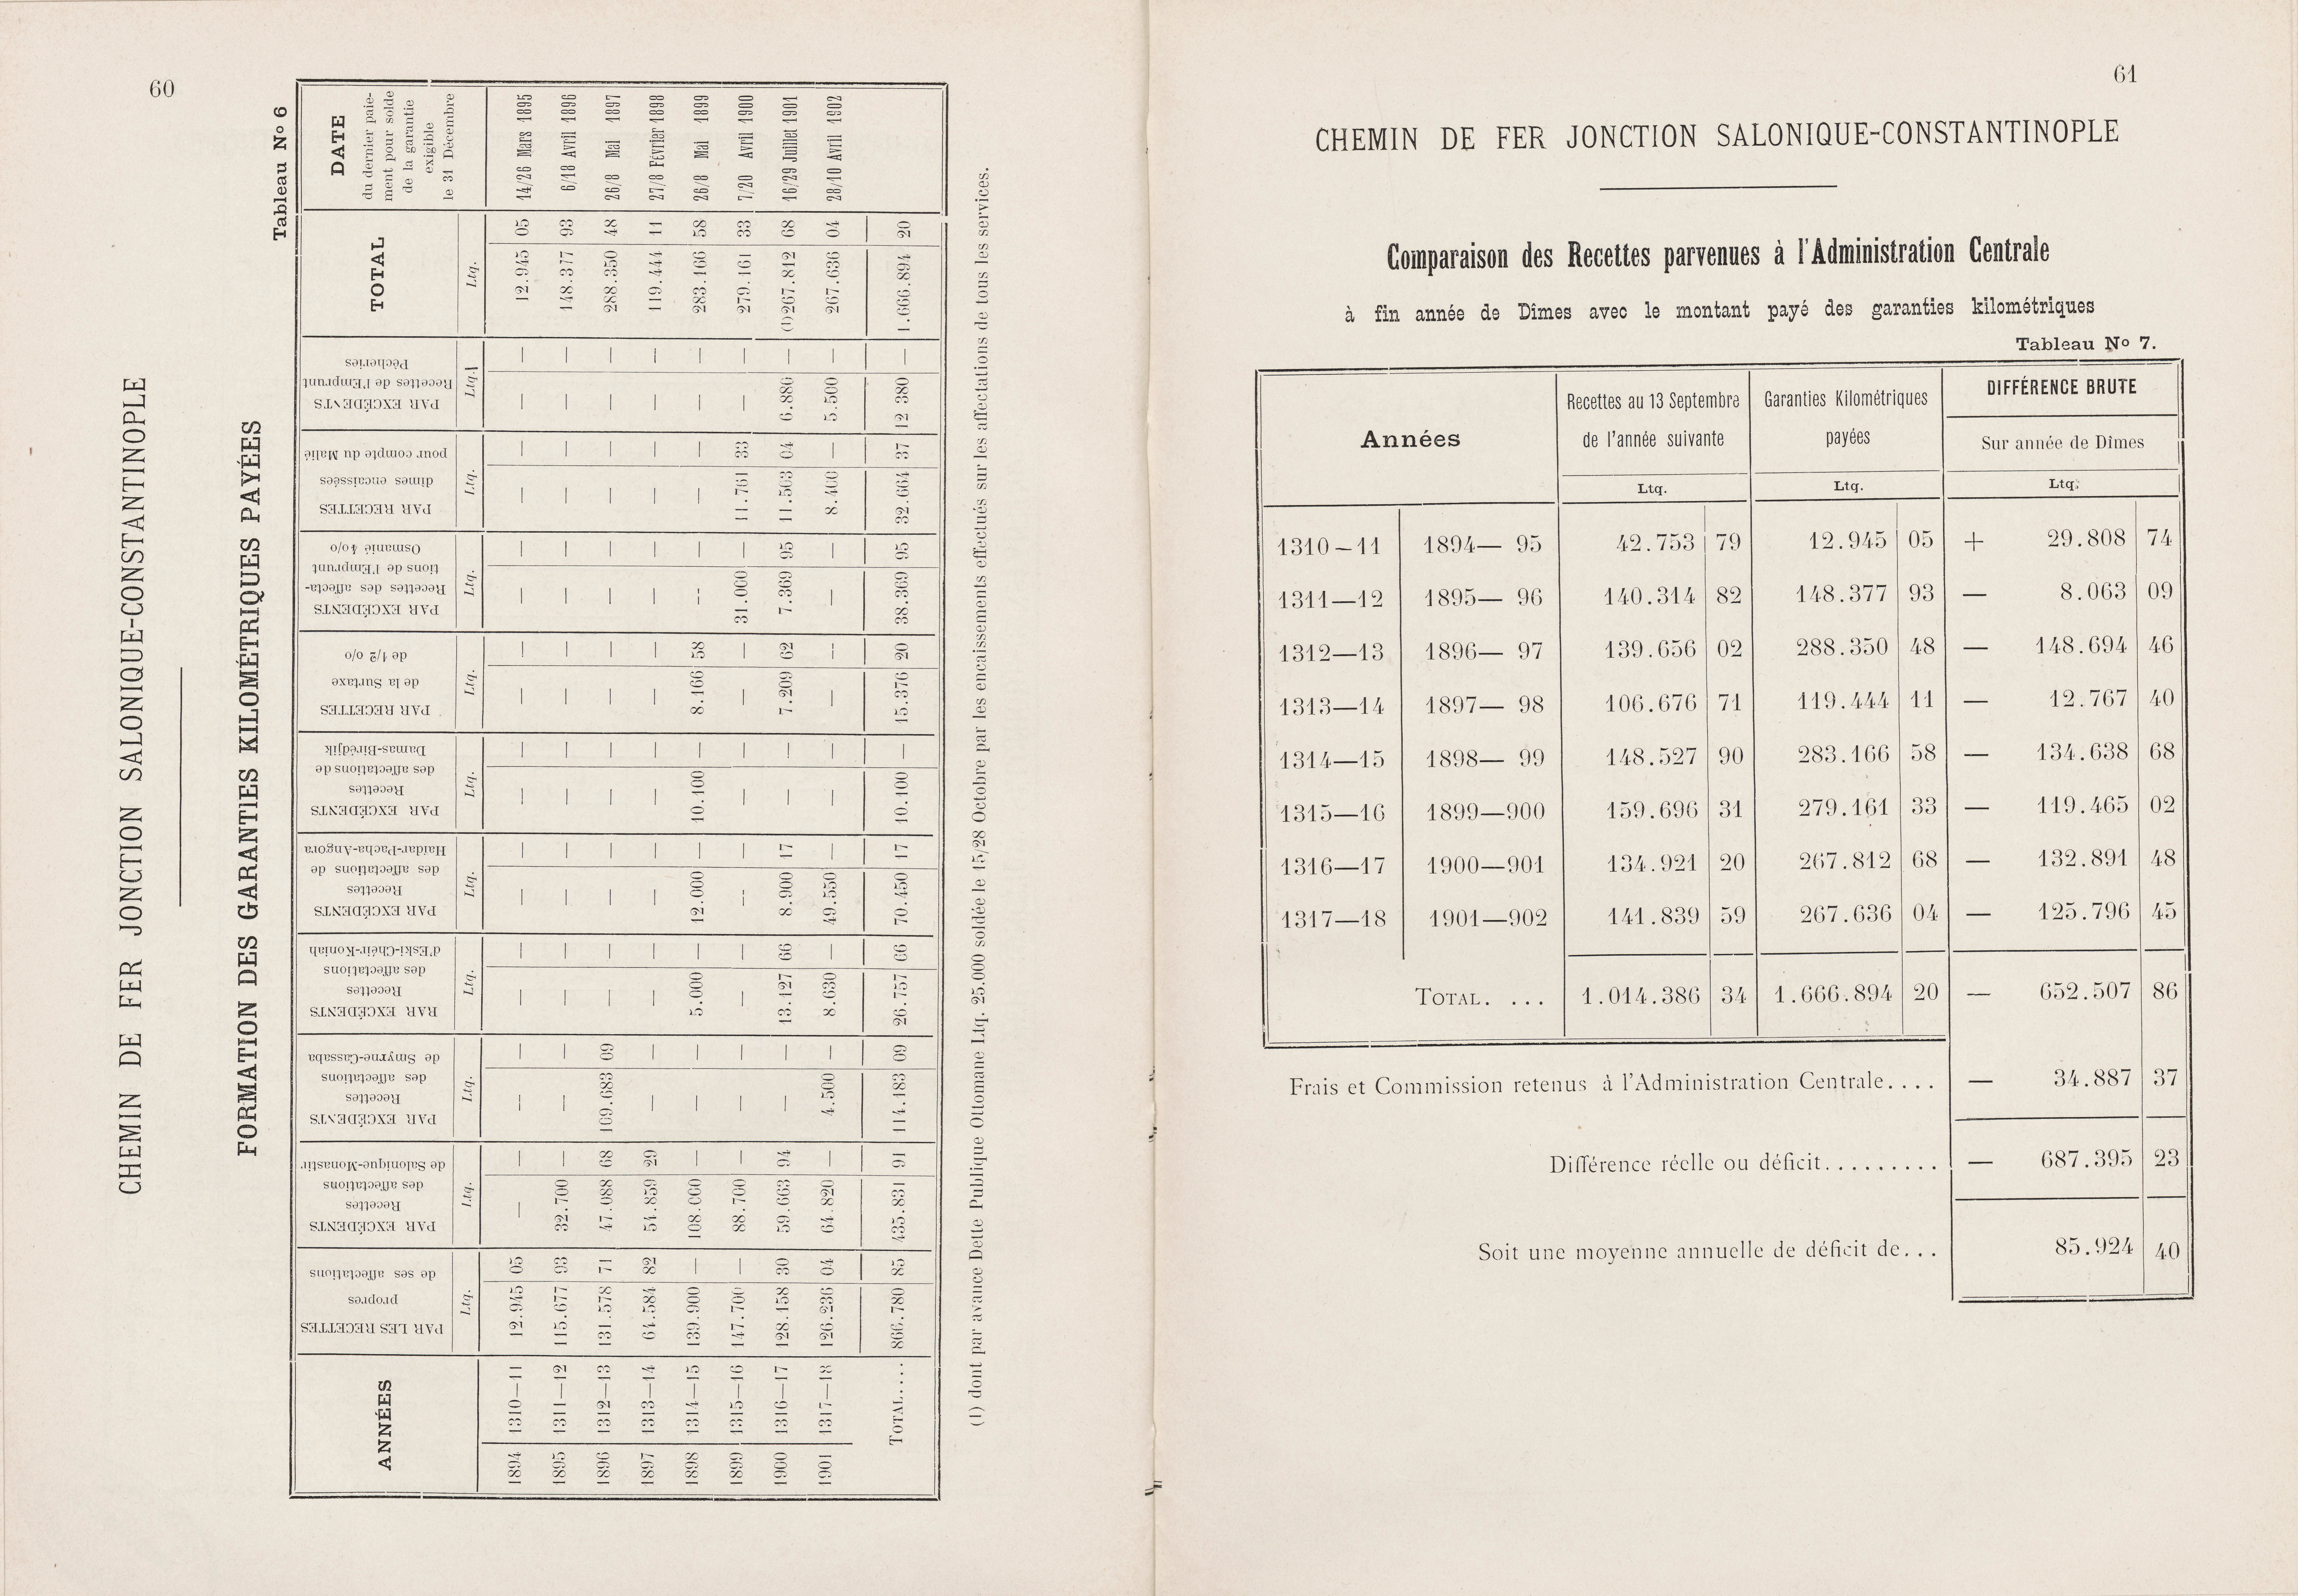 60
CHEMIN DE FER JONCTION SALONIQUE-CONSTANTINOPLE
FORMATION DES GARANTIES KILOMÉTRIQUES PAYÉES
Tableau No 6
ANNÉES
PAR LES RECETTES propres de ses affectations Ltq.
PAR EXCÉDENTS Recettes des affectations de Salonique-Monastir Ltq.
PAR EXCÉDENTS Recettes des affectations de Smyrne-Cassaba Ltq.
RAR EXCÉDENTS Recettes des affectations d'Eski-Chéïr-Koniah Ltq.
PAR EXCÉDENTS Recettes des affectations de Haïdar-Pacha-Angora Ltq.
PAR EXCÉDENTS Recettes des affectations de Damas-Birédjik Ltq.
PAR RECETTES de la Surtaxe de 1/2 o/o Ltq.
PAR EXCÉDENTS Recettes des affectations de l'Emprunt Osmanié 4 o/o Ltq.
PAR RECETTES dîmes encaissées pour compte du Malié Ltq.
PAR EXCÉDENTS Recettes de l'Emprunt Pêcheries Ltq.
TOTAL Ltq.
DATE du dernier paiement pour solde de la garantie exigible le 31 Décembre
1894 1310—11 12.945 05 — — — — — — — — — — — — — — — — — — 12.945 05 14/26 Mars 1895
1895 1311—12 115.677 93 32.700 — — — — — — — — — — — — — — — — — 148.377 93 6/18 Avril 1896
1896 1312—13 131.578 71 47.088 68 109.683 09 — — — — — — — — — — — — — — 288.350 48 26/8 Mai 1897
1897 1313—14 64.584 82 54.859 29 — — — — — — — — — — — — — — — — 119.444 11 27/8 Février 1898
1898 1314—15 139.900 — 108.000 — — — 5.000 — 12.000 — 10.100 — 8.166 58 — — — — — — 283.166 58 26/8 Mai 1899
1899 1315—16 147.700 — 88.700 — — — — — — — — — — — 31.000 — 11.761 33 — — 279.161 33 7/20 Avril 1900
1900 1316—17 128.158 30 59.663 94 — — 13.127 66 8.900 17 — — 7.209 62 7.369 95 11.503 04 6.880 — (1) 267.812 68 16/29 Juillet 1901
1901 1317—18 126.236 04 64.820 — 4.500 — 8.630 — 49.550 — — — — — — — 8.400 — 5.500 — 267.636 04 28/10 Avril 1902
TOTAL.... 866.780 85 435.831 91 114.183 09 26.757 66 70.450 17 10.100 — 15.376 20 38.369 95 32.664 37 12 380 — 1.666.894 20
(1) dont par avance Dette Publique Ottomane Ltq. 25.000 soldée le 15/28 Octobre par les encaissements effectués sur les affectations de tous les services.
61
CHEMIN DE FER JONCTION SALONIQUE-CONSTANTINOPLE
Comparaison des Recettes parvenues à l'Administration Centrale
à fin année de Dîmes avec le montant payé des garanties kilométriques
Tableau No 7.
Années
Recettes au 13 Septembre de l'année suivante
Garanties Kilométriques payées
DIFFÉRENCE BRUTE
Sur année de Dîmes
Ltq. Ltq. Ltq.
1310–11 1894— 95 42.753 79 12.945 05 + 29.808 74
1311—12 1895— 96 140.314 82 148.377 93 — 8.063 09
1312—13 1896— 97 139.656 02 288.350 48 — 148.694 46
1313—14 1897— 98 106.676 71 119.444 11 — 12.767 40
1314—15 1898— 99 148.527 90 283.166 58 — 134.638 68
1315—16 1899—900 159.696 31 279.161 33 — 119.465 02
1316—17 1900—901 134.921 20 267.812 68 — 132.891 48
1317—18 1901—902 141.839 59 267.636 04 — 125.796 45
TOTAL. ... 1.014.386 34 1.666.894 20 — 652.507 86
Frais et Commission retenus à l'Administration Centrale.... — 34.887 37
Différence réelle ou déficit......... — 687.395 23
Soit une moyenne annuelle de déficit de... 85.924 40